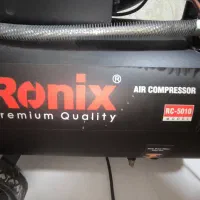 Ronix®
Premium Quality
AIR COMPRESSOR
RC-5010